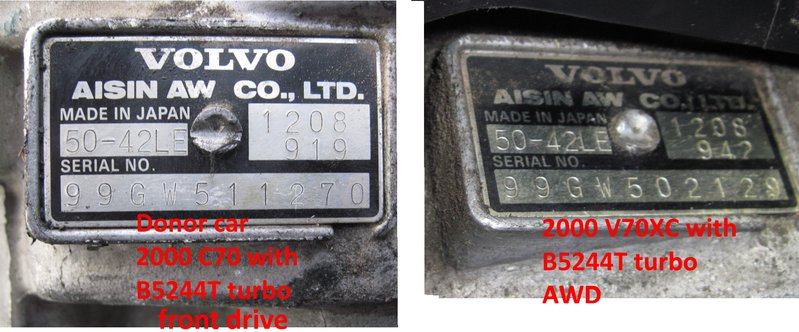 VOLVO
AISIN AW CO., LTD.
MADE IN JAPAN
50-42LE
1208
919
SERIAL NO.
99GW511270
Donor car
2000 C70 with
B5244T turbo
front drive
VOLVO
AISIN AW CO., LTD.
MADE IN JAPAN
50-42LE
1208
942
SERIAL NO.
99GW502129
2000 V70XC with
B5244T turbo
AWD